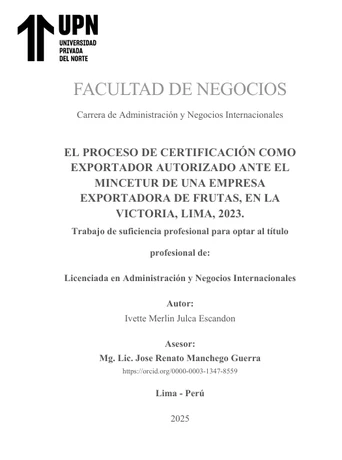 UPN
UNIVERSIDAD
PRIVADA
DEL NORTE
FACULTAD DE NEGOCIOS
Carrera de Administración y Negocios Internacionales
EL PROCESO DE CERTIFICACIÓN COMO
EXPORTADOR AUTORIZADO ANTE EL
MINCETUR DE UNA EMPRESA
EXPORTADORA DE FRUTAS, EN LA
VICTORIA, LIMA, 2023.
Trabajo de suficiencia profesional para optar al título
profesional de:
Licenciada en Administración y Negocios Internacionales
Autor:
Ivette Merlin Julca Escandon
Asesor:
Mg. Lic. Jose Renato Manchego Guerra
https://orcid.org/0000-0003-1347-8559
Lima - Perú
2025